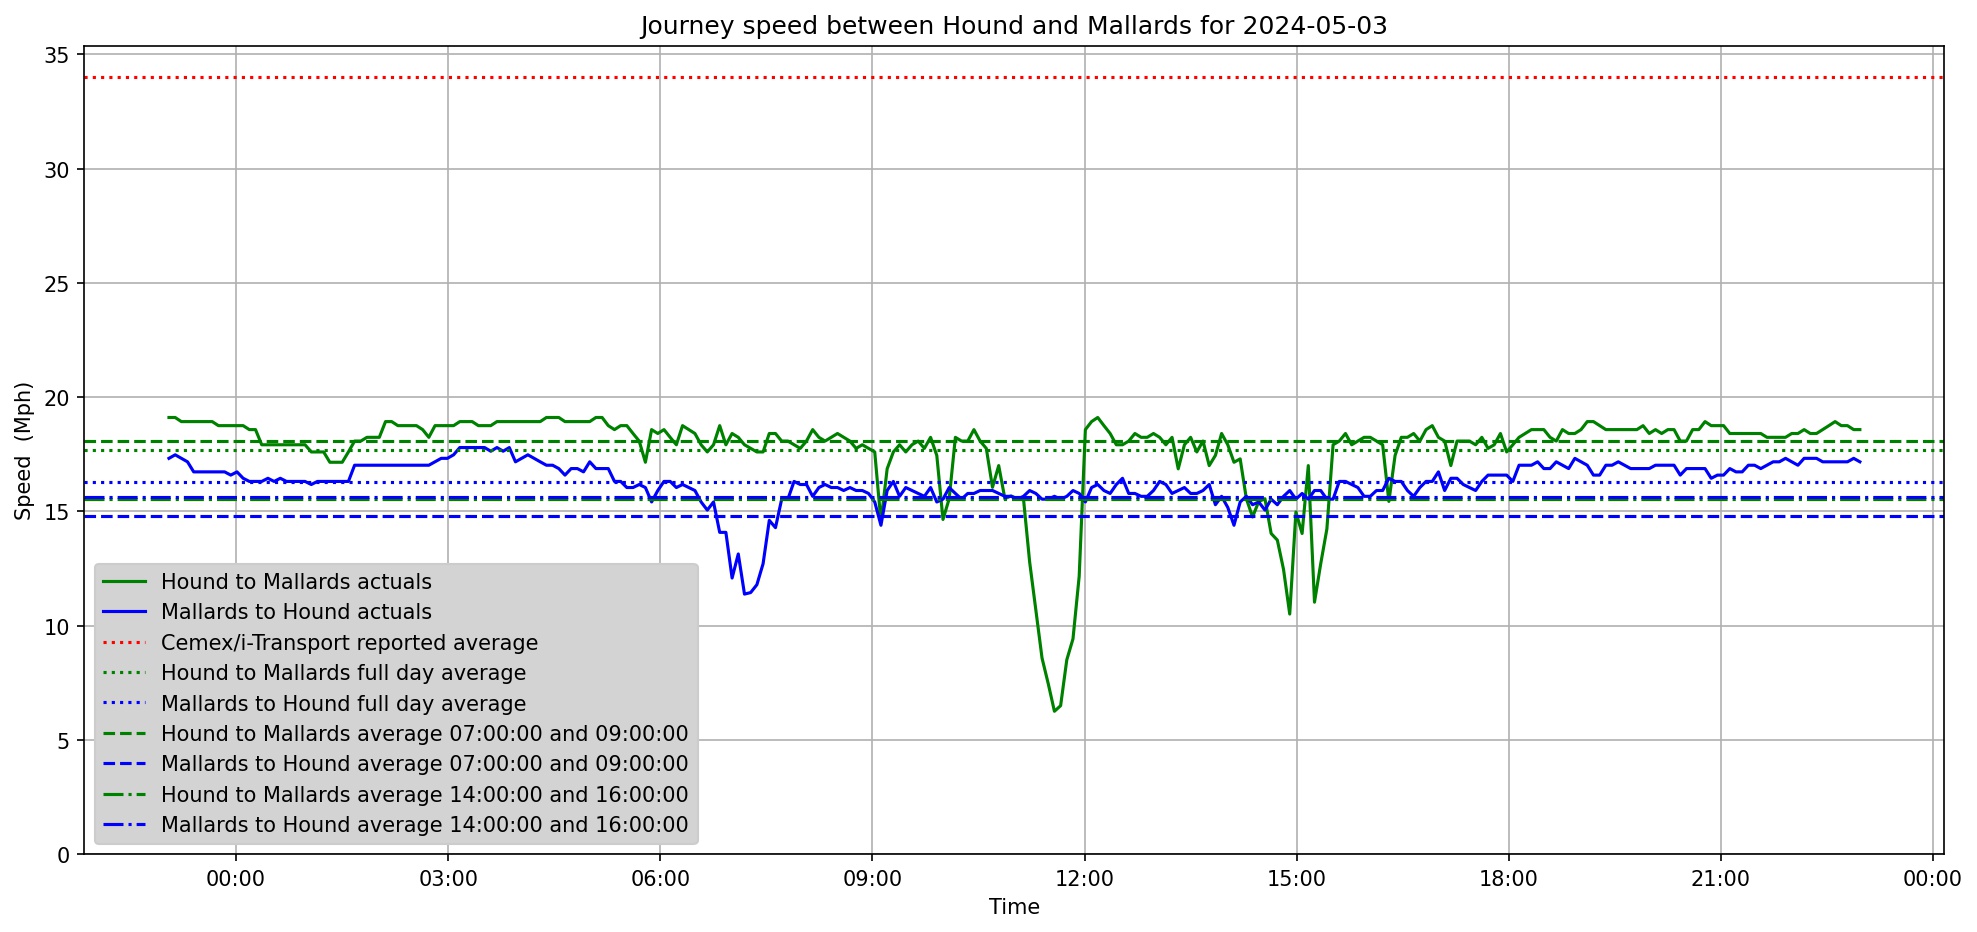 Journey speed between Hound and Mallards for 2024-05-03
35
30
25
20
15
10
5
0
Speed (Mph)
Hound to Mallards actuals
Mallards to Hound actuals
Cemex/i-Transport reported average
Hound to Mallards full day average
Mallards to Hound full day average
Hound to Mallards average 07:00:00 and 09:00:00
Mallards to Hound average 07:00:00 and 09:00:00
Hound to Mallards average 14:00:00 and 16:00:00
Mallards to Hound average 14:00:00 and 16:00:00
00:00 03:00 06:00 09:00 12:00 15:00 18:00 21:00 00:00
Time